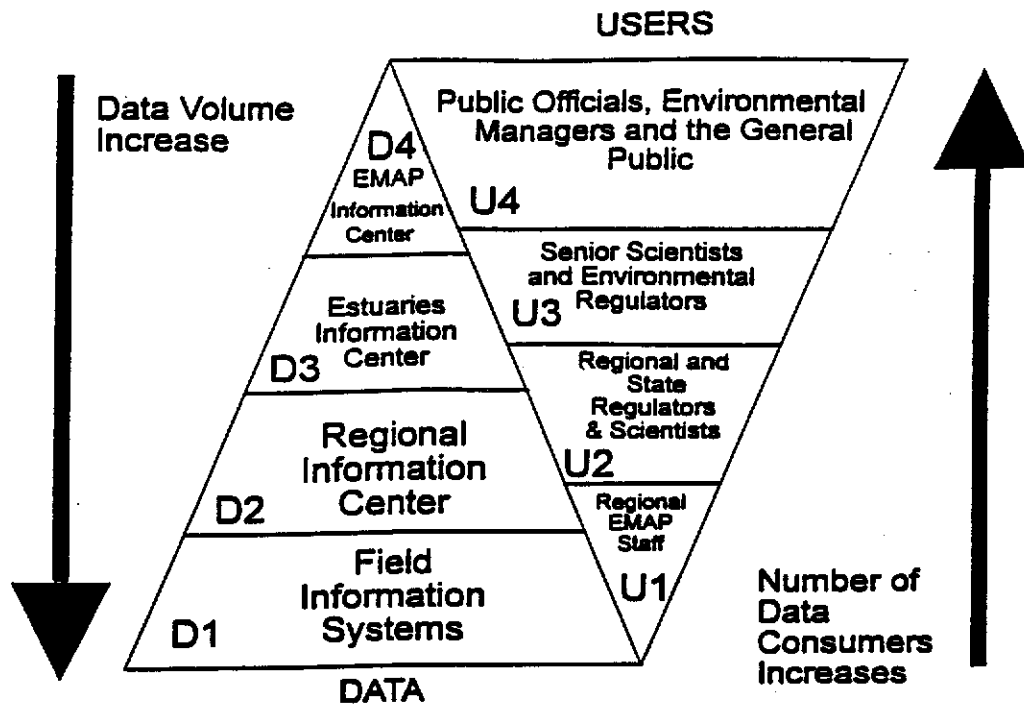 USERS
Data Volume
Increase
D4
EMAP
Information
Center
Public Officials, Environmental
Managers and the General
Public
U4
Estuaries
Information
Center
D3
Senior Scientists
and Environmental
Regulators
U3
Regional
Information
Center
D2
Regional and
State
Regulators
& Scientists
U2
Field
Information
Systems
D1
Regional
EMAP
Staff
U1
Number of
Data
Consumers
Increases
DATA